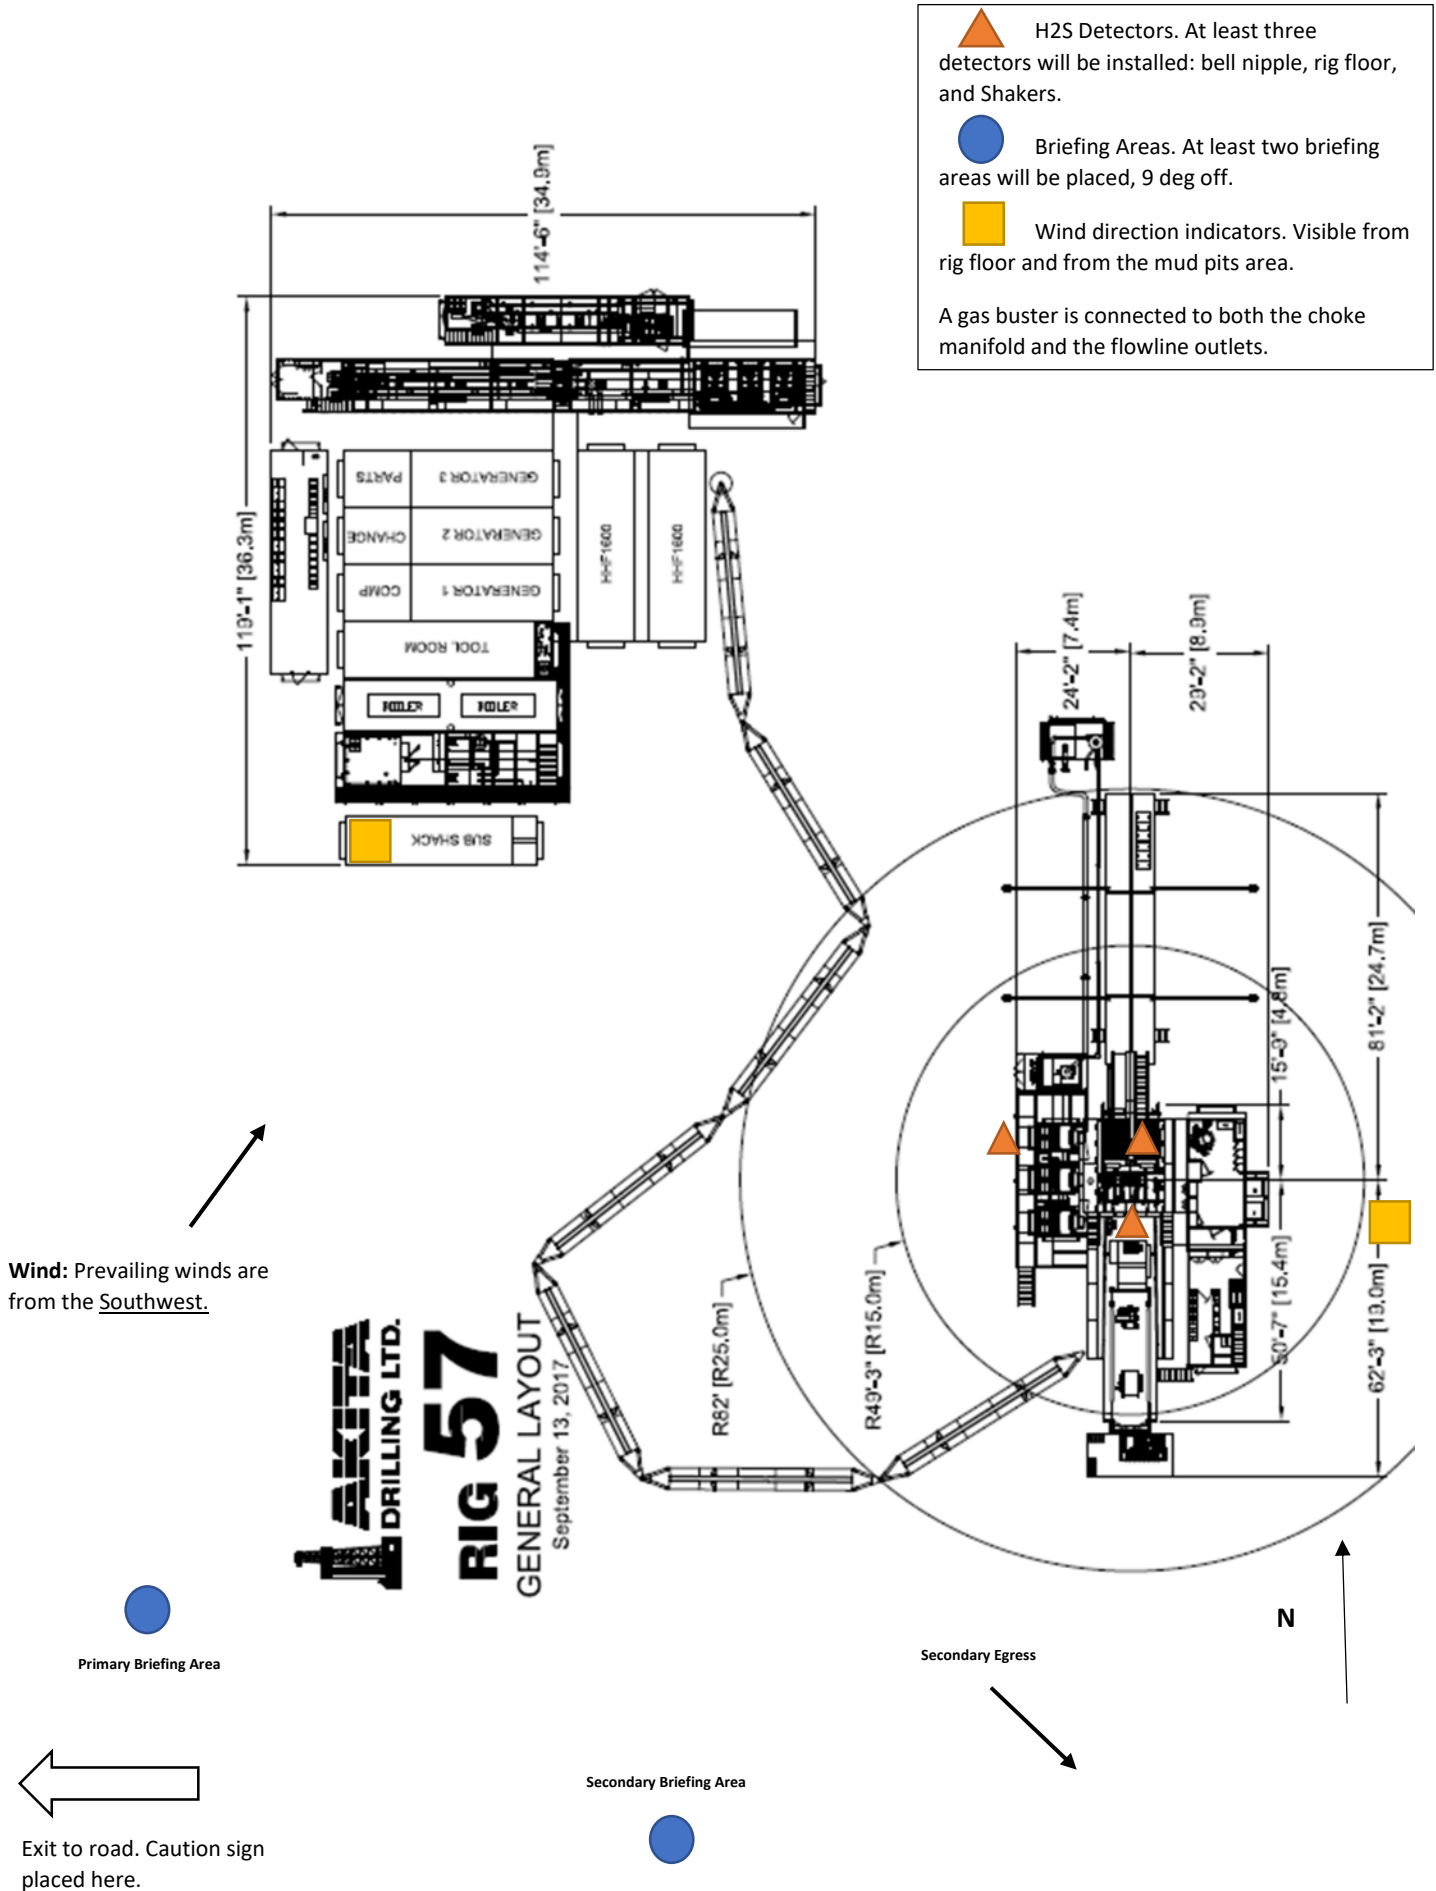 H2S Detectors. At least three
detectors will be installed: bell nipple, rig floor,
and Shakers.
Briefing Areas. At least two briefing
areas will be placed, 9 deg off.
Wind direction indicators. Visible from
rig floor and from the mud pits area.
A gas buster is connected to both the choke
manifold and the flowline outlets.
114'-6" [34.9m]
119'-1" [36.3m]
PARTS
GENERATOR 3
CHANGE
GENERATOR 2
COMP
GENERATOR 1
TOOL ROOM
BOILER
BOILER
HHF1600
HHF1600
SUB SHACK
24'-2" [7.4m]
29'-2" [8.9m]
81'-2" [24.7m]
15'-9" [4.8m]
50'-7" [15.4m]
62'-3" [19.0m]
R82' [R25.0m]
R49'-3" [R15.0m]
Wind: Prevailing winds are
from the Southwest.
AKITA
DRILLING LTD.
RIG 57
GENERAL LAYOUT
September 13, 2017
N
Primary Briefing Area
Secondary Egress
Secondary Briefing Area
Exit to road. Caution sign
placed here.